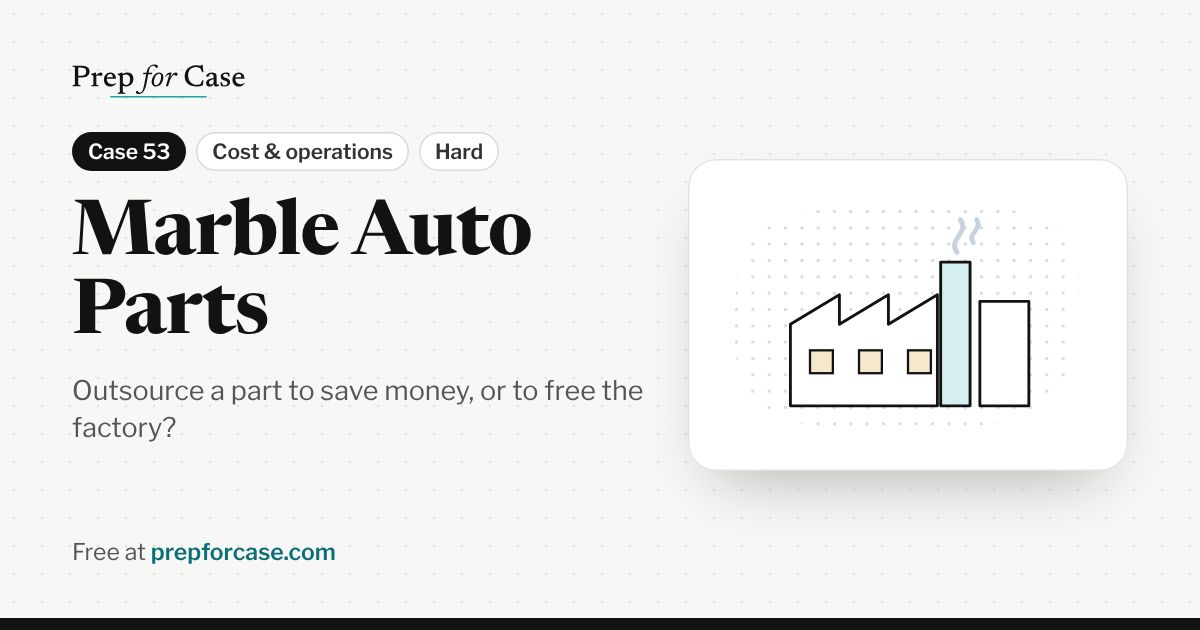 Prep for Case
Case 53
Cost & operations
Hard
Marble Auto
Parts
Outsource a part to save money, or to free the
factory?
Free at prepforcase.com